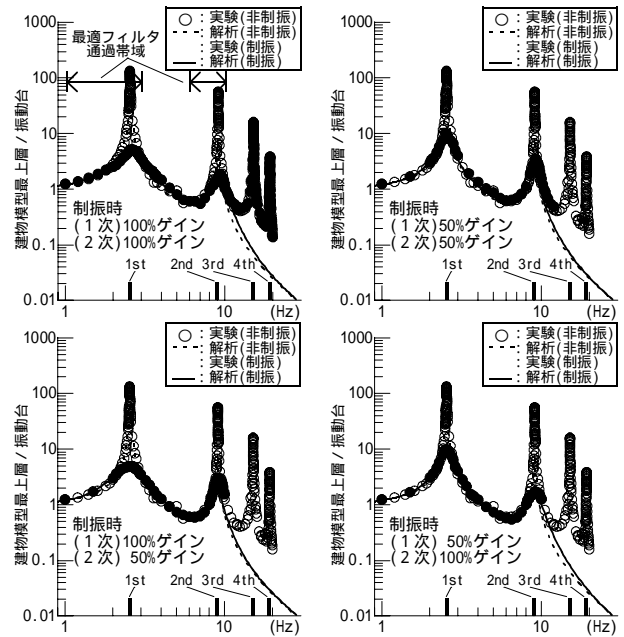 1000
100
10
1
0.1
0.01
建物模型最上層/振動台
最適フィルタ
通過帯域
○ : 実験(非制振)
: 解析(非制振)
: 実験(制振)
: 解析(制振)
制振時
(1次)100%ゲイン
(2次)100%ゲイン
1st 2nd 3rd 4th
1 10 (Hz)
1000
100
10
1
0.1
0.01
建物模型最上層/振動台
○ : 実験(非制振)
: 解析(非制振)
: 実験(制振)
: 解析(制振)
制振時
(1次)50%ゲイン
(2次)50%ゲイン
1st 2nd 3rd 4th
1 10 (Hz)
1000
100
10
1
0.1
0.01
建物模型最上層/振動台
○ : 実験(非制振)
: 解析(非制振)
: 実験(制振)
: 解析(制振)
制振時
(1次)100%ゲイン
(2次) 50%ゲイン
1st 2nd 3rd 4th
1 10 (Hz)
1000
100
10
1
0.1
0.01
建物模型最上層/振動台
○ : 実験(非制振)
: 解析(非制振)
: 実験(制振)
: 解析(制振)
制振時
(1次) 50%ゲイン
(2次)100%ゲイン
1st 2nd 3rd 4th
1 10 (Hz)